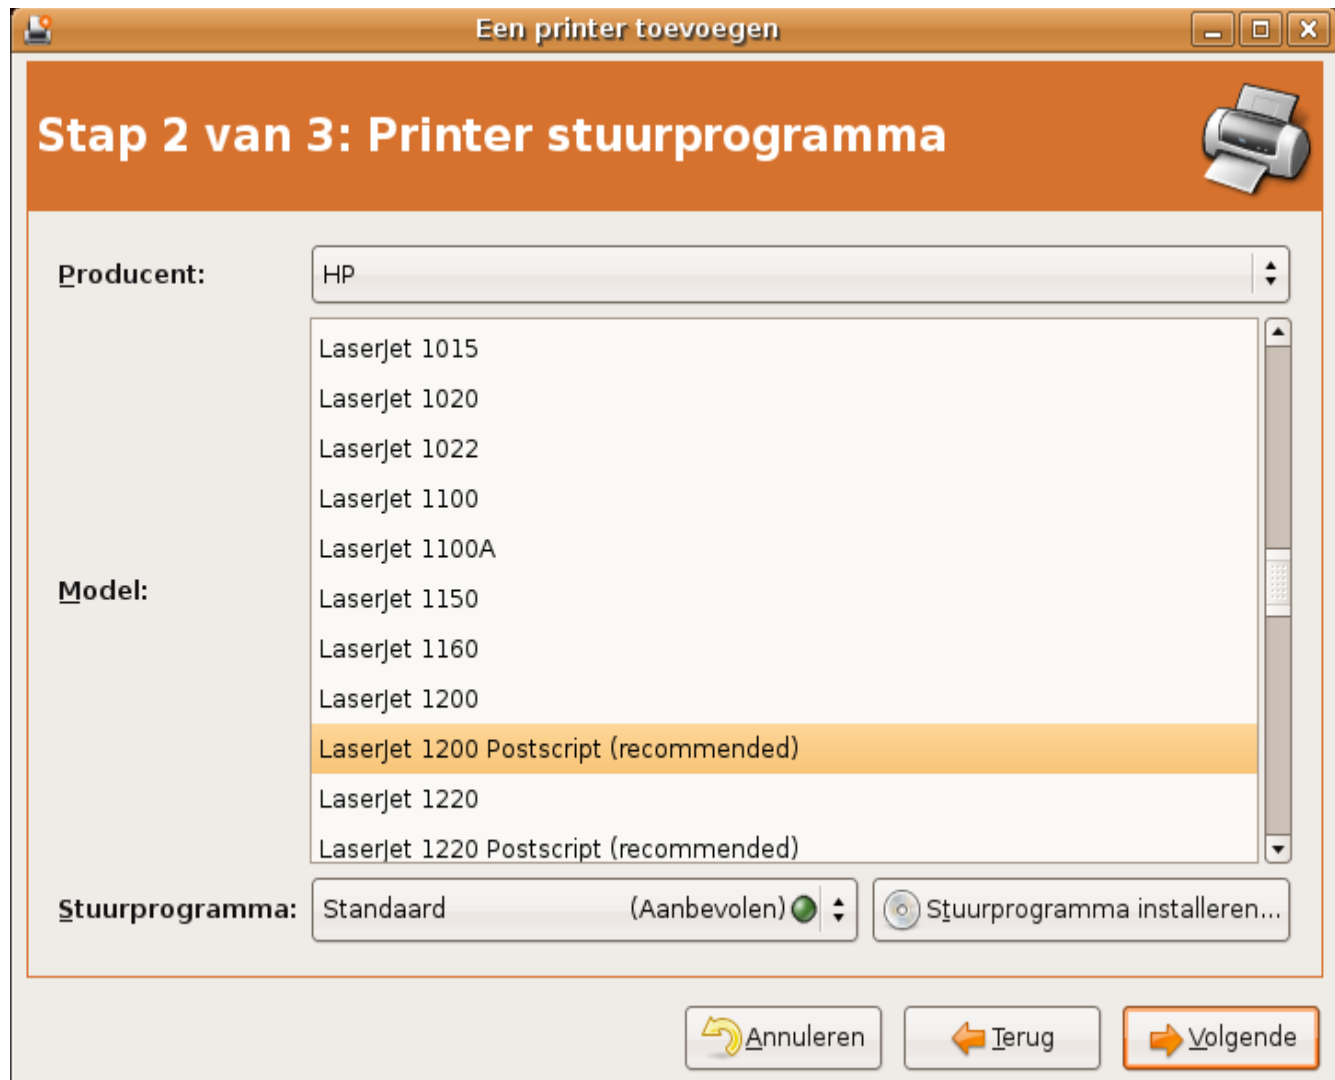 Een printer toevoegen
Stap 2 van 3: Printer stuurprogramma
Producent:
HP
Model:
LaserJet 1015
LaserJet 1020
LaserJet 1022
LaserJet 1100
LaserJet 1100A
LaserJet 1150
LaserJet 1160
LaserJet 1200
LaserJet 1200 Postscript (recommended)
LaserJet 1220
LaserJet 1220 Postscript (recommended)
Stuurprogramma:
Standaard (Aanbevolen)
Stuurprogramma installeren...
Annuleren
Terug
Volgende